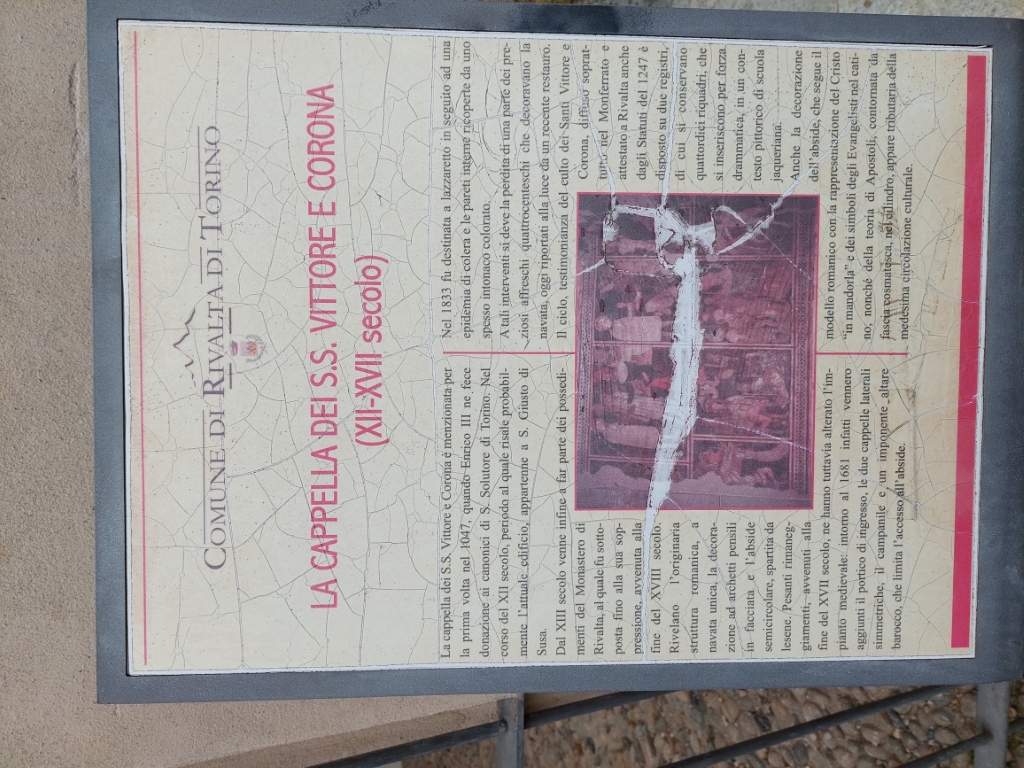 COMUNE DI RIVALTA DI TORINO
LA CAPPELLA DEI S.S. VITTORE E CORONA
(XII-XVII secolo)
La cappella dei S.S. Vittore e Corona è menzionata per
la prima volta nel 1047, quando Enrico III ne fece
donazione ai canonici di S. Solutore di Torino. Nel
corso del XII secolo, periodo al quale risale probabil-
mente l'attuale edificio, appartenne a S. Giusto di
Susa.
Dal XIII secolo venne infine a far parte dei possedi-
menti del Monastero di
Rivalta, al quale fu sotto-
posta fino alla sua sop-
pressione, avvenuta alla
fine del XVIII secolo.
Rivelano l'originaria
struttura romanica, a
navata unica, la decora-
zione ad archetti pensili
in facciata e l'abside
semicircolare, spartita da
lesene. Pesanti rimaneg-
giamenti, avvenuti alla
fine del XVII secolo, ne hanno tuttavia alterato l'im-
pianto medievale: intorno al 1681 infatti vennero
aggiunti il portico di ingresso, le due cappelle laterali
simmetriche, il campanile e un imponente altare
barocco, che limita l'accesso all'abside.
Nel 1833 fu destinata a lazzaretto in seguito ad una
epidemia di colera e le pareti interne ricoperte da uno
spesso intonaco colorato.
A tali interventi si deve la perdita di una parte dei pre-
ziosi affreschi quattrocenteschi che decoravano la
navata, oggi riportati alla luce da un recente restauro.
Il ciclo, testimonianza del culto dei Santi Vittore e
Corona, diffuso soprat-
tutto nel Monferrato e
attestato a Rivalta anche
dagli Statuti del 1247 è
disposto su due registri,
di cui si conservano
quattordici riquadri, che
si inseriscono per forza
drammatica, in un con-
testo pittorico di scuola
jaqueriana.
Anche la decorazione
dell'abside, che segue il
modello romanico con la rappresentazione del Cristo
"in mandorla" e dei simboli degli Evangelisti nel cati-
no, nonché della teoria di Apostoli, contornata da
fascia cosmatesca, nel cilindro, appare tributaria della
medesima circolazione culturale.